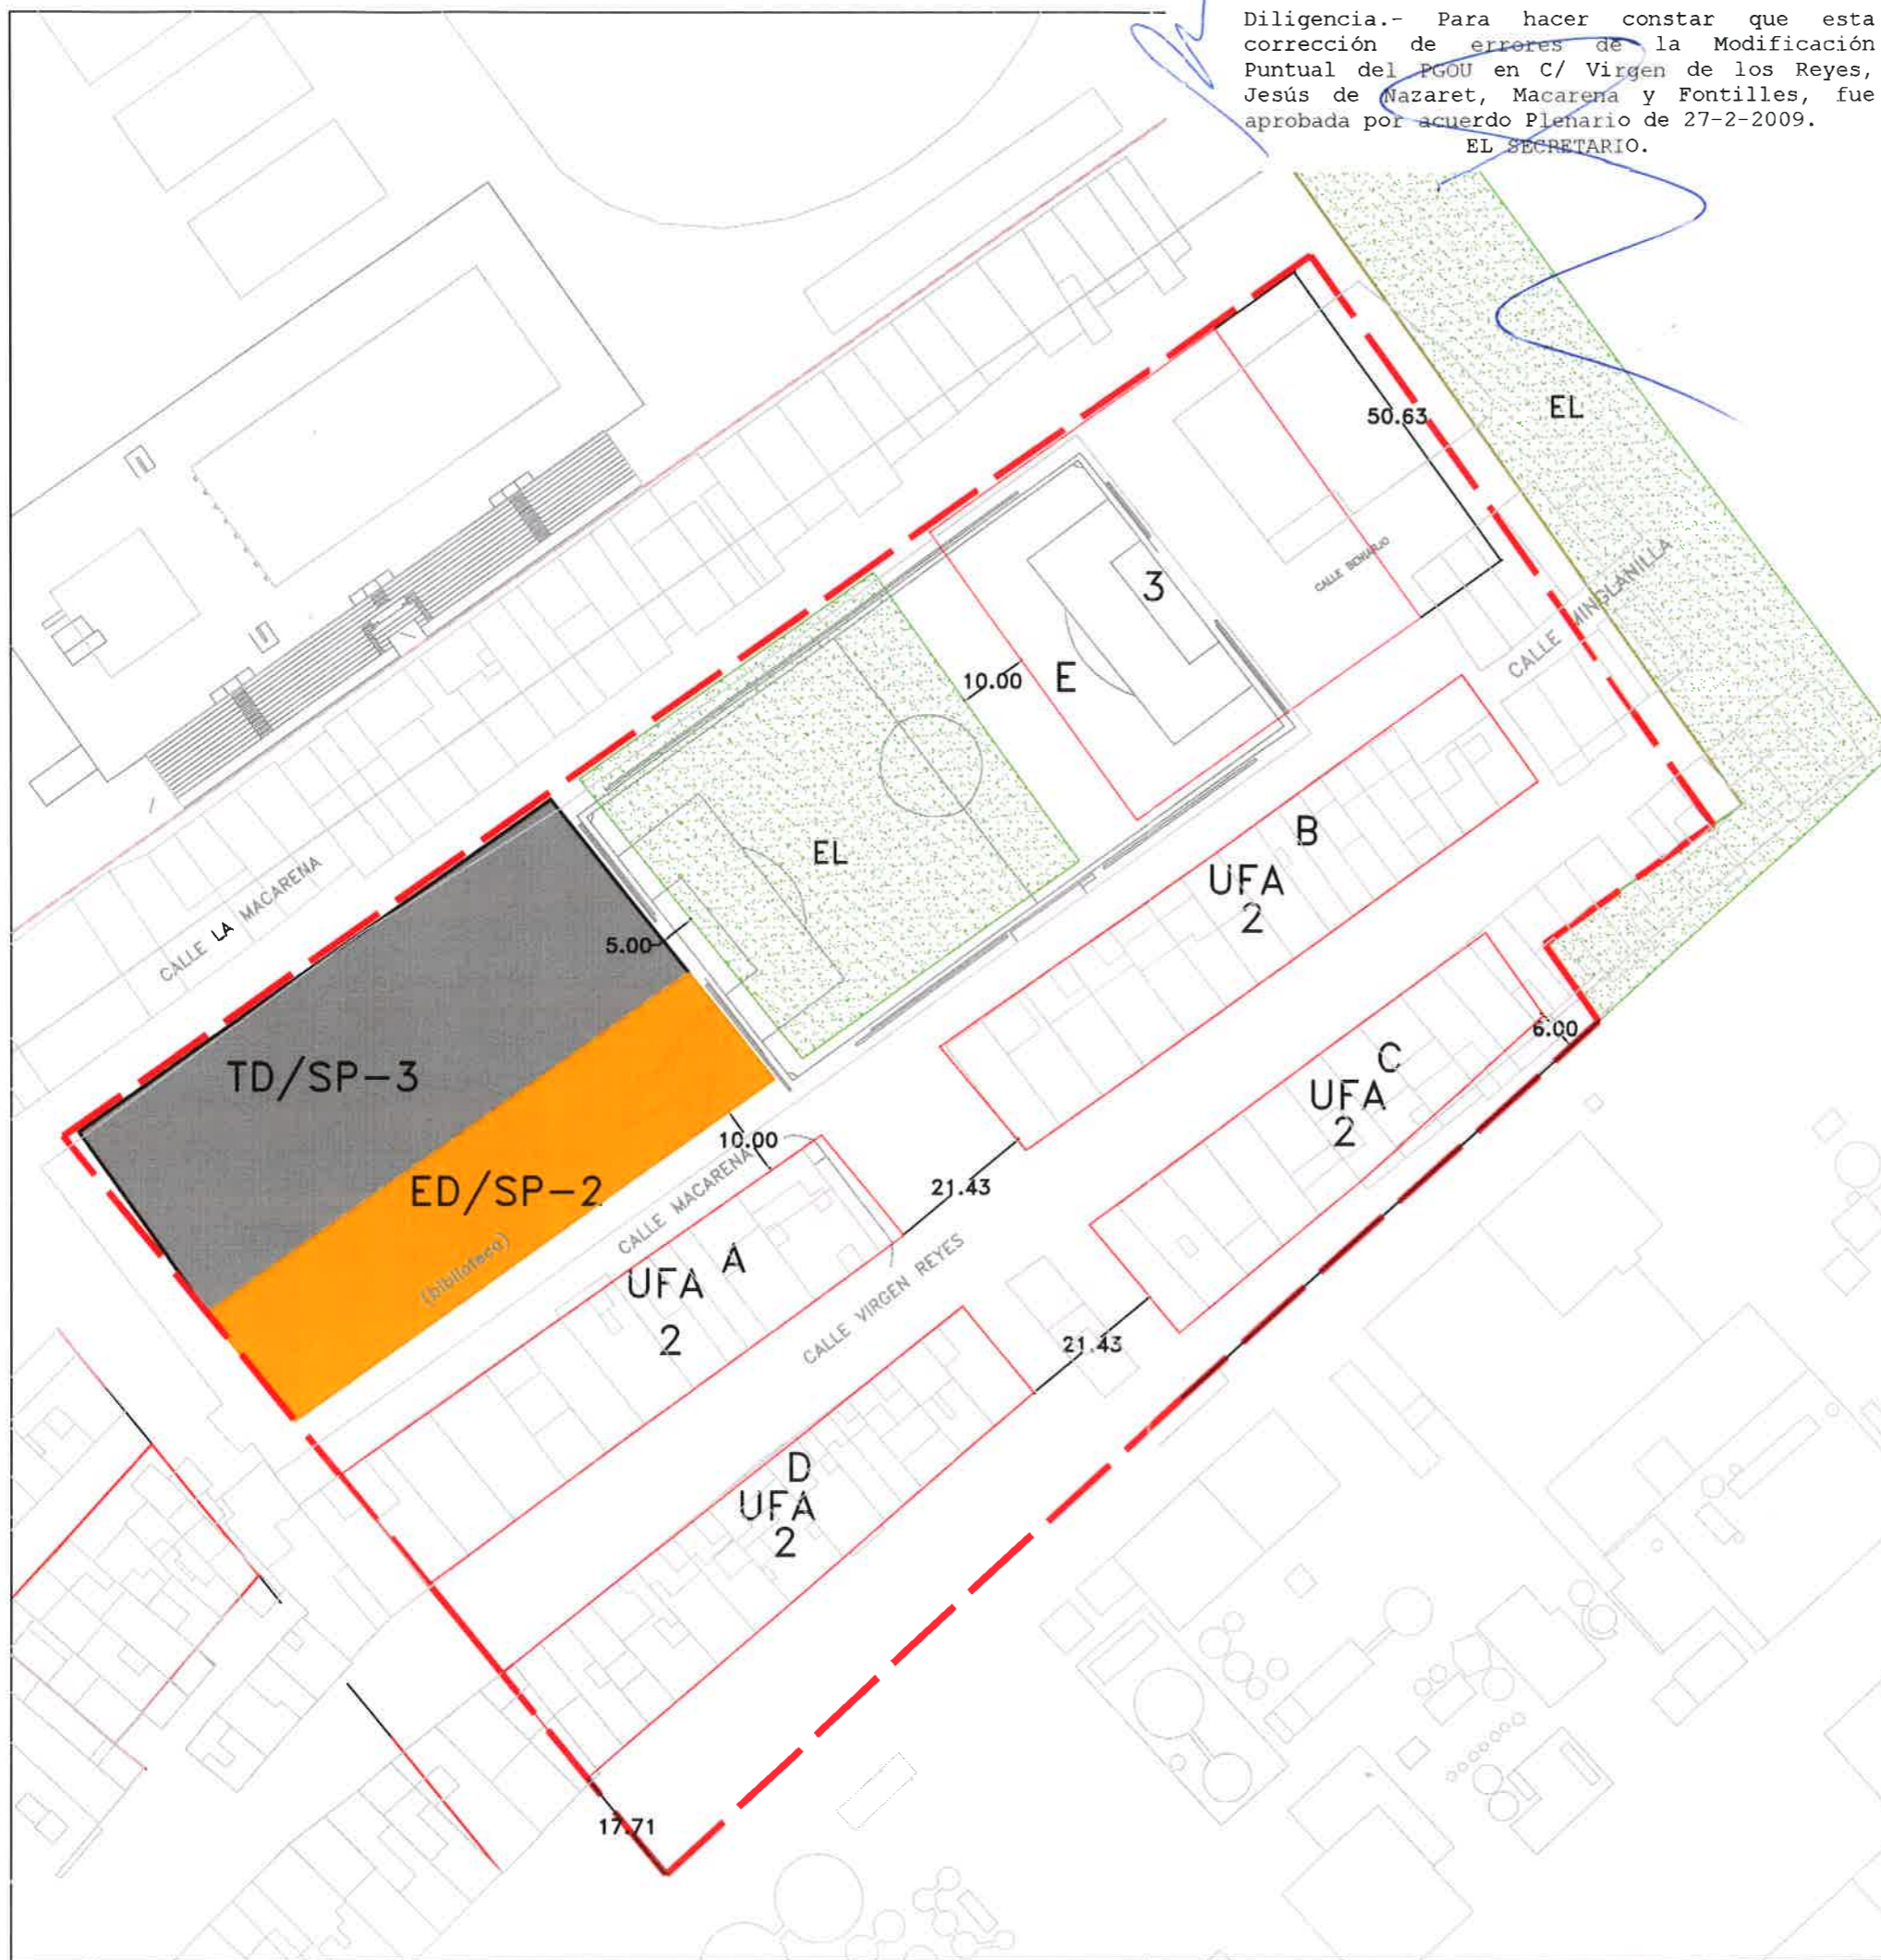 Diligencia.- Para hacer constar que esta
corrección de errores de la Modificación
Puntual del PGOU en C/ Virgen de los Reyes,
Jesús de Nazaret, Macarena y Fontilles, fue
aprobada por acuerdo Plenario de 27-2-2009.
EL SECRETARIO.
EL
50.63
CALLE BENIARJO
3
CALLE MINGLANILLA
10.00
E
B
UFA
2
EL
CALLE LA MACARENA
5.00
6.00
C
UFA
2
TD/SP-3
10.00
ED/SP-2
21.43
(biblioteca)
CALLE MACARENA
A
UFA
2
CALLE VIRGEN REYES
21.43
D
UFA
2
17.71